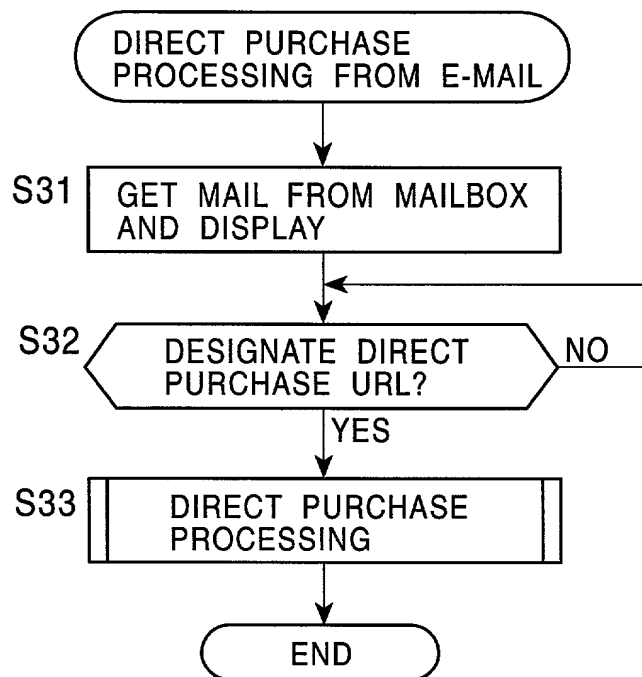 DIRECT PURCHASE
PROCESSING FROM E-MAIL
S31
GET MAIL FROM MAILBOX
AND DISPLAY
S32
DESIGNATE DIRECT
PURCHASE URL?
NO
YES
S33
DIRECT PURCHASE
PROCESSING
END